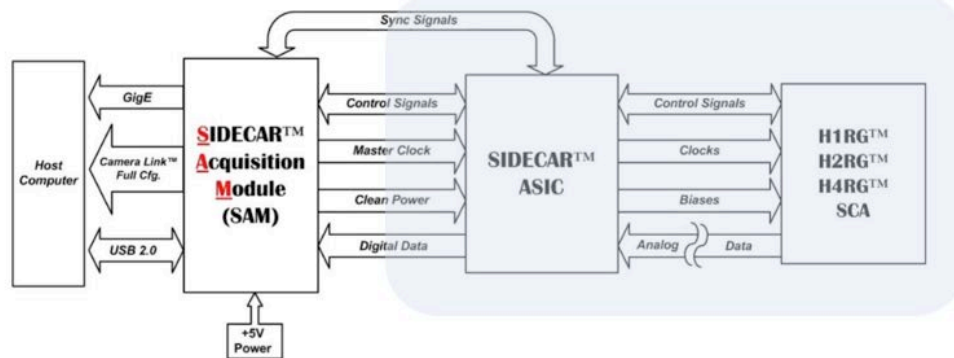 Sync Signals
Host
Computer
GigE
Camera Link™
Full Cfg.
USB 2.0
SIDECAR™
Acquisition
Module
(SAM)
+5V
Power
Control Signals
Master Clock
Clean Power
Digital Data
SIDECAR™
ASIC
Control Signals
Clocks
Biases
Analog Data
H1RG™
H2RG™
H4RG™
SCA